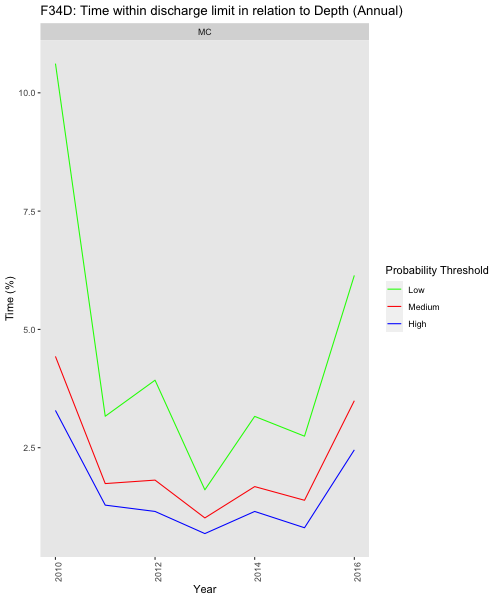 F34D: Time within discharge limit in relation to Depth (Annual)
MC
10.0
7.5
5.0
2.5
Time (%)
2010
2012
2014
2016
Year
Probability Threshold
Low
Medium
High